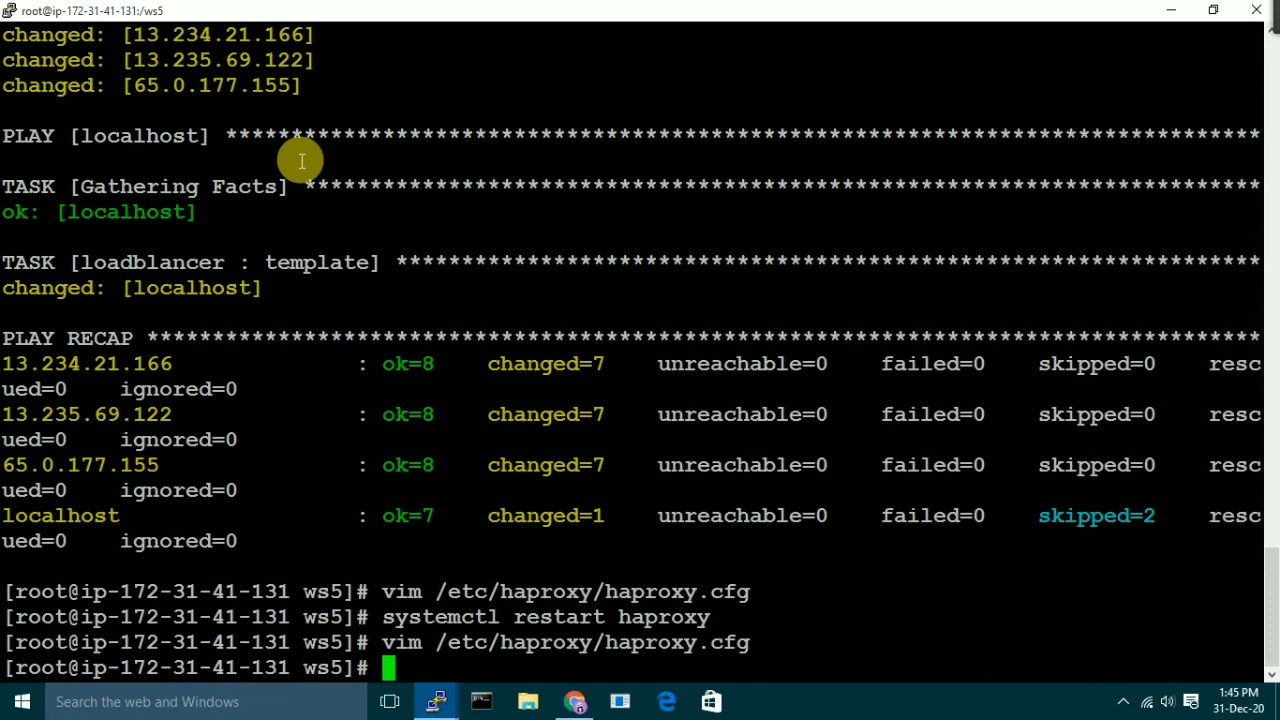 root@ip-172-31-41-131:/ws5
changed: [13.234.21.166]
changed: [13.235.69.122]
changed: [65.0.177.155]
PLAY [localhost] *******************************************************************************
TASK [Gathering Facts] *************************************************************************
ok: [localhost]
TASK [loadblancer : template] ******************************************************************
changed: [localhost]
PLAY RECAP *************************************************************************************
13.234.21.166 : ok=8 changed=7 unreachable=0 failed=0 skipped=0 resc
ued=0 ignored=0
13.235.69.122 : ok=8 changed=7 unreachable=0 failed=0 skipped=0 resc
ued=0 ignored=0
65.0.177.155 : ok=8 changed=7 unreachable=0 failed=0 skipped=0 resc
ued=0 ignored=0
localhost : ok=7 changed=1 unreachable=0 failed=0 skipped=2 resc
ued=0 ignored=0
[root@ip-172-31-41-131 ws5]# vim /etc/haproxy/haproxy.cfg
[root@ip-172-31-41-131 ws5]# systemctl restart haproxy
[root@ip-172-31-41-131 ws5]# vim /etc/haproxy/haproxy.cfg
[root@ip-172-31-41-131 ws5]#
Search the web and Windows
1:45 PM
31-Dec-20